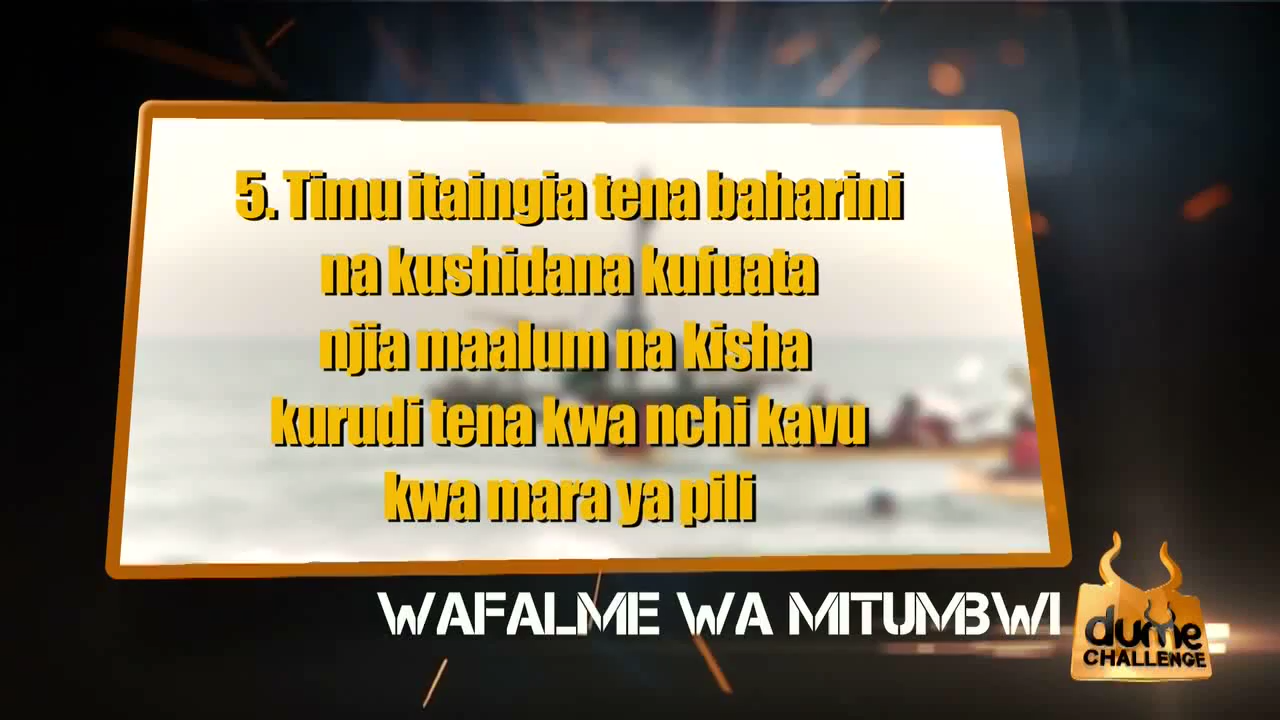 5. Timu itaingia tena baharini
na kushidana kufuata
njia maalum na kisha
kurudi tena kwa nchi kavu
kwa mara ya pili
WAFALME WA MITUMBWI
dume
CHALLENGE